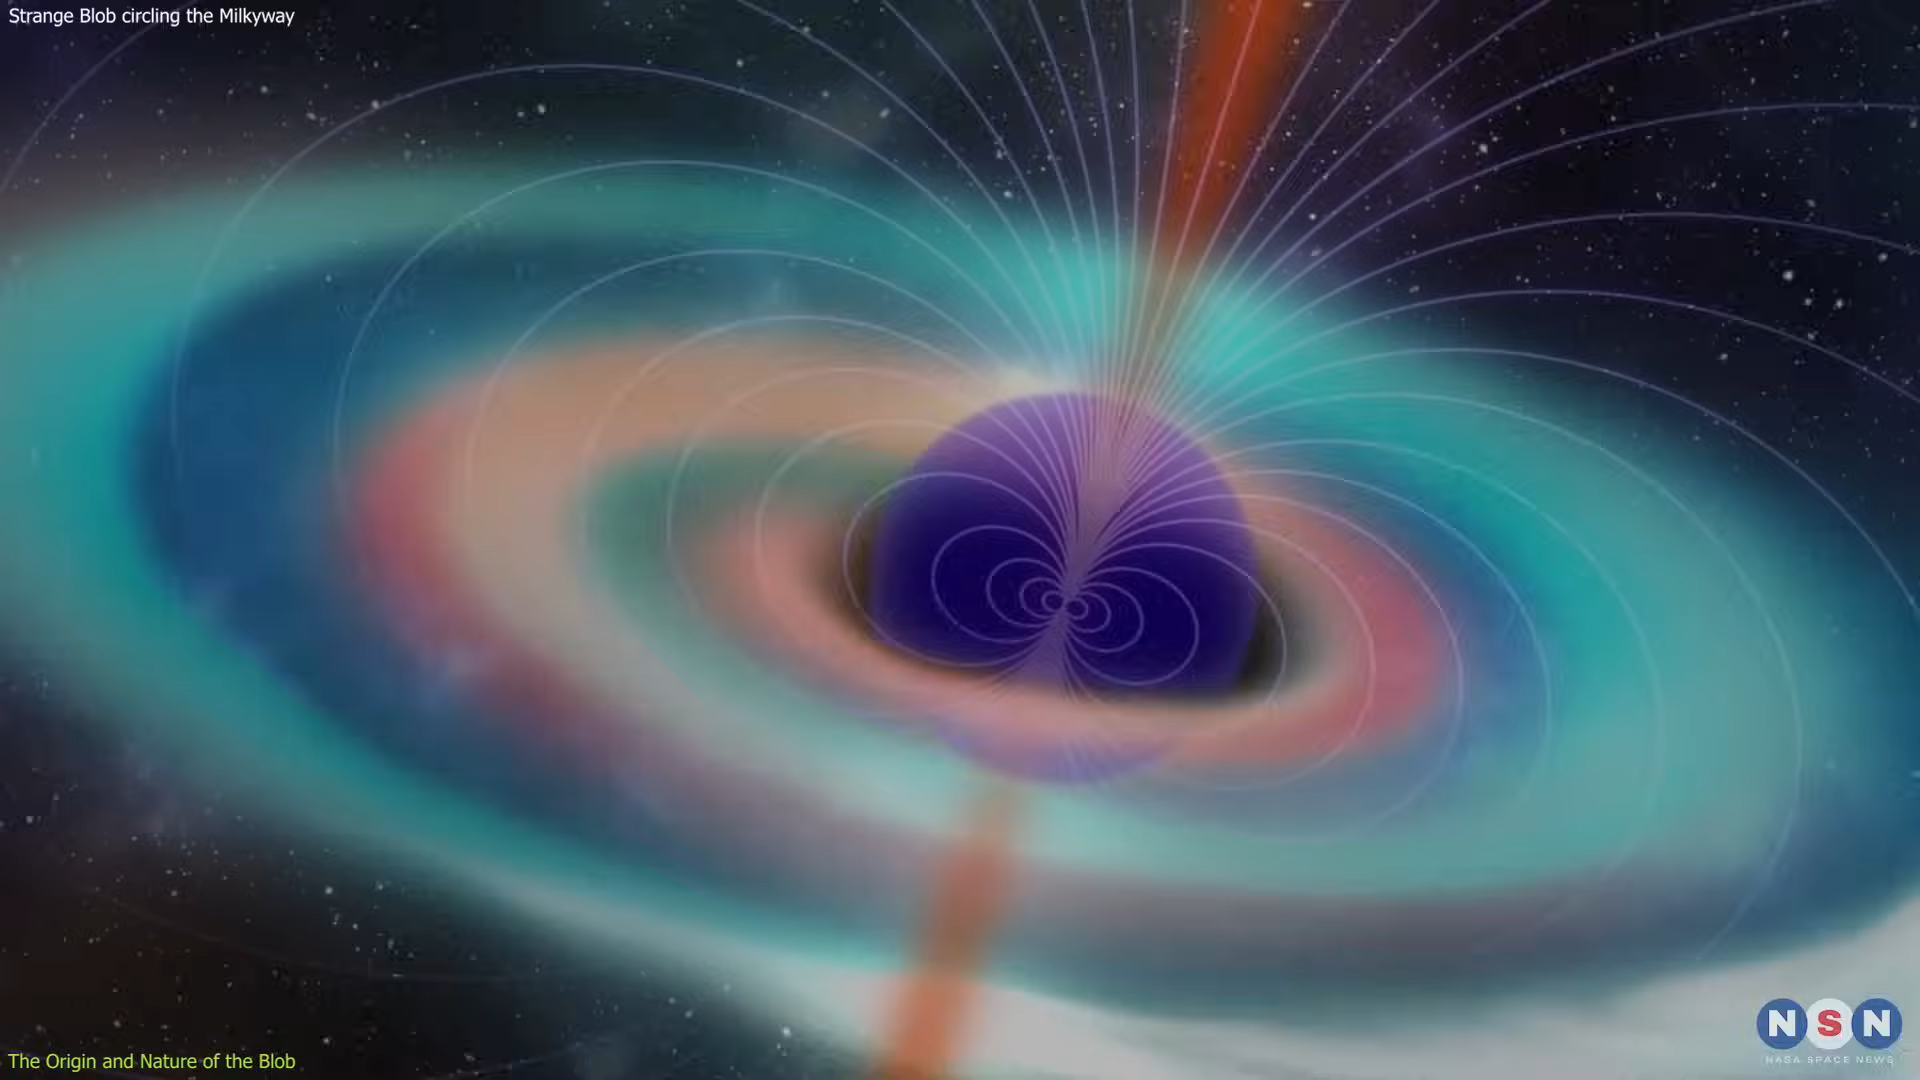 Strange Blob circling the Milkyway
The Origin and Nature of the Blob
NSN
NASA SPACE NEWS